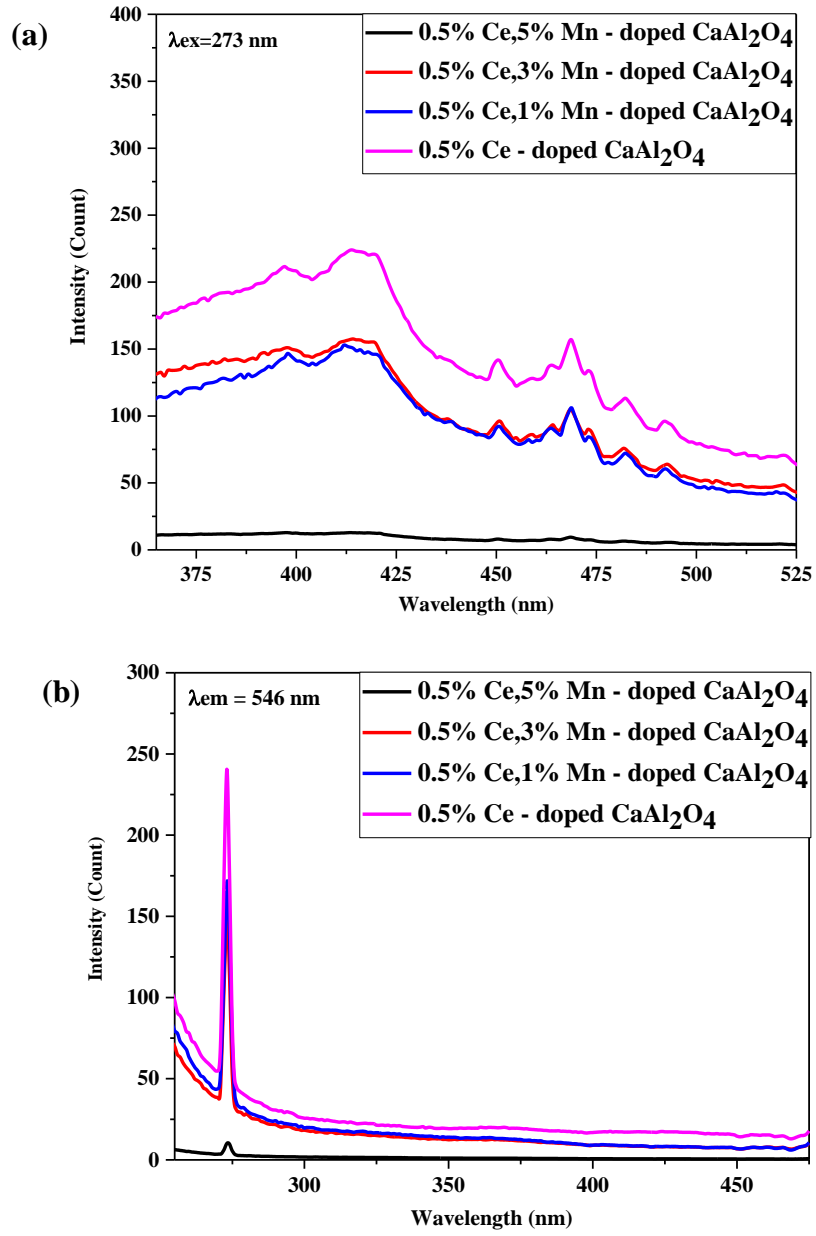 (a)
λex=273 nm
0.5% Ce,5% Mn - doped CaAl2O4
0.5% Ce,3% Mn - doped CaAl2O4
0.5% Ce,1% Mn - doped CaAl2O4
0.5% Ce - doped CaAl2O4
400
350
300
250
200
150
100
50
0
Intensity (Count)
375 400 425 450 475 500 525
Wavelength (nm)
(b)
λem = 546 nm
0.5% Ce,5% Mn - doped CaAl2O4
0.5% Ce,3% Mn - doped CaAl2O4
0.5% Ce,1% Mn - doped CaAl2O4
0.5% Ce - doped CaAl2O4
300
250
200
150
100
50
0
Intensity (Count)
300 350 400 450
Wavelength (nm)